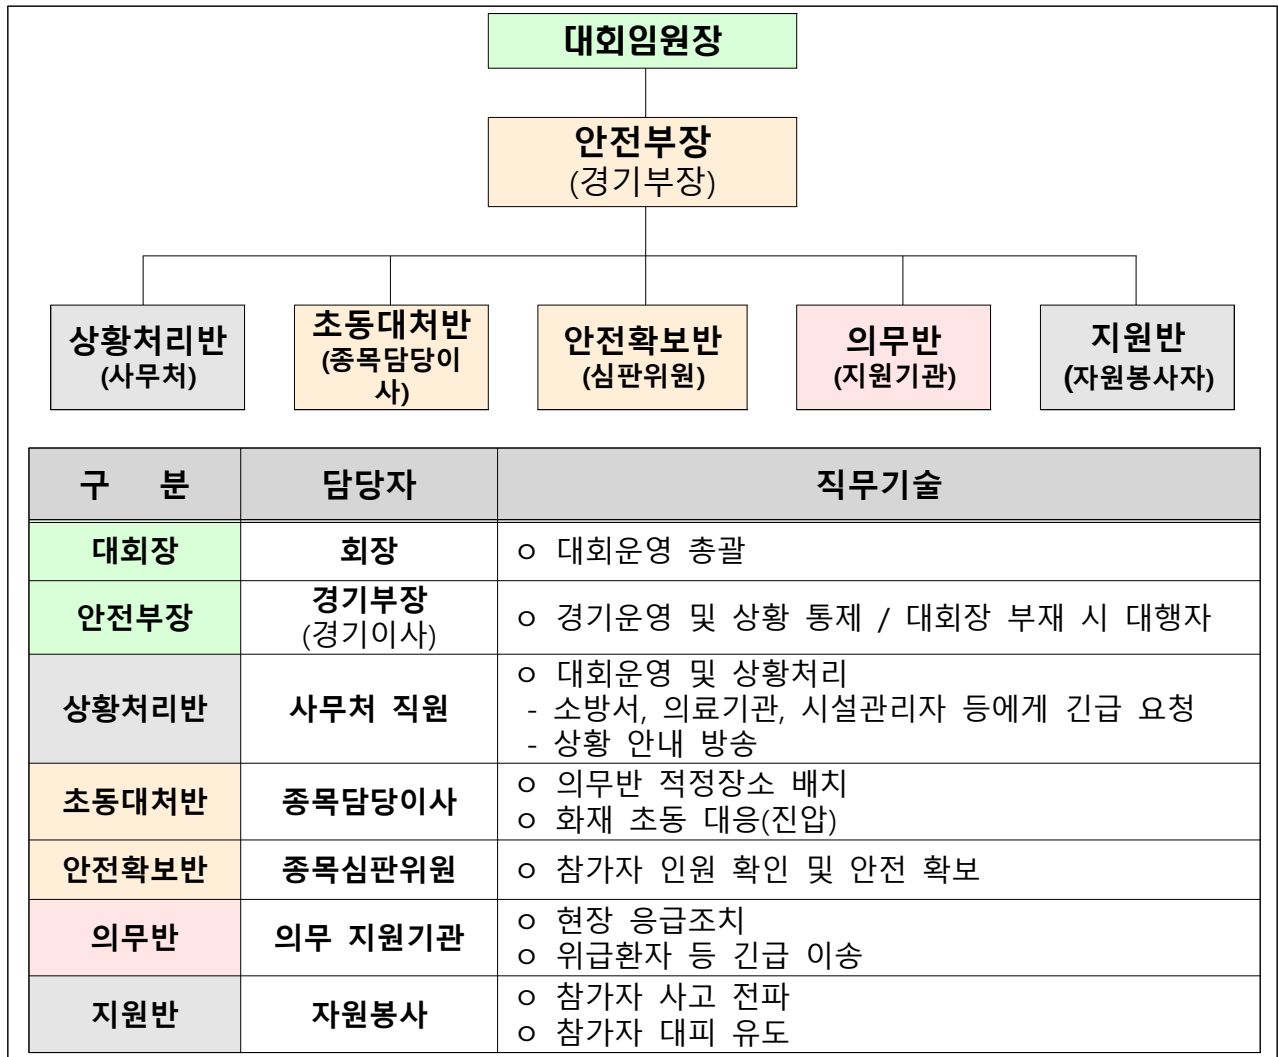 대회임원장
안전부장
(경기부장)
상황처리반
(사무처)
초동대처반
(종목담당이
사)
안전확보반
(심판위원)
의무반
(지원기관)
지원반
(자원봉사자)
구 분 담당자 직무기술
대회장 회장 ㅇ 대회운영 총괄
안전부장 경기부장
(경기이사)
ㅇ 경기운영 및 상황 통제 / 대회장 부재 시 대행자
상황처리반 사무처 직원
ㅇ 대회운영 및 상황처리
- 소방서, 의료기관, 시설관리자 등에게 긴급 요청
- 상황 안내 방송
초동대처반 종목담당이사
ㅇ 의무반 적정장소 배치
ㅇ 화재 초동 대응(진압)
안전확보반 종목심판위원 ㅇ 참가자 인원 확인 및 안전 확보
의무반 의무 지원기관
ㅇ 현장 응급조치
ㅇ 위급환자 등 긴급 이송
지원반 자원봉사
ㅇ 참가자 사고 전파
ㅇ 참가자 대피 유도